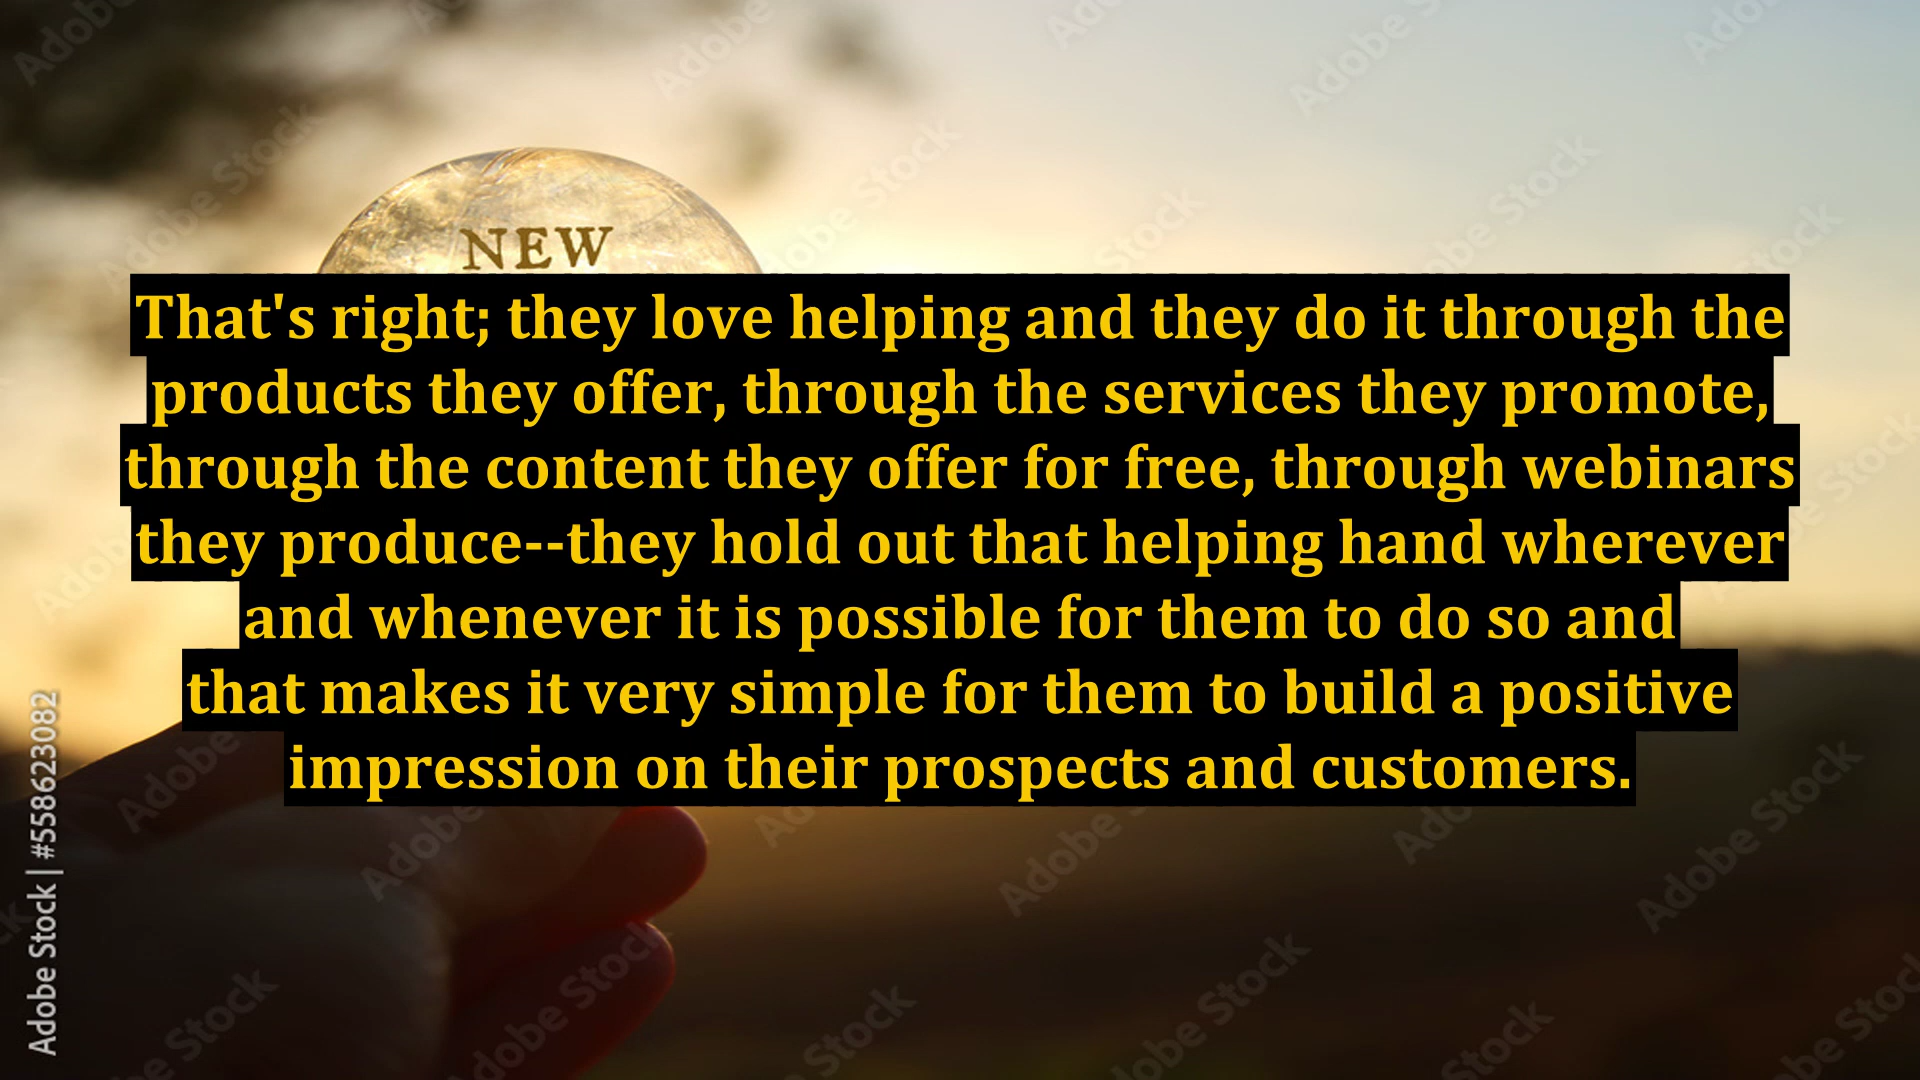 NEW
That's right; they love helping and they do it through the
products they offer, through the services they promote,
through the content they offer for free, through webinars
they produce--they hold out that helping hand wherever
and whenever it is possible for them to do so and
that makes it very simple for them to build a positive
impression on their prospects and customers.
Adobe Stock | #558623082
Adobe Stock